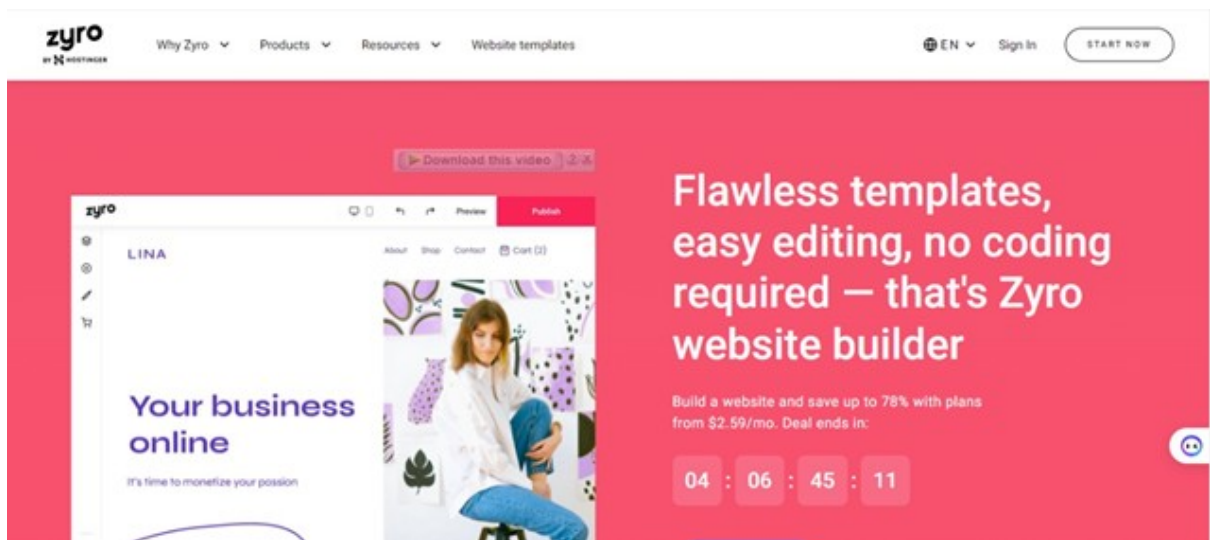 zyro
BY HOSTINGER
Why Zyro
Products
Resources
Website templates
EN
Sign In
START NOW
Download this video
?
X
zyro
Preview
Publish
LINA
About
Shop
Contact
Cart (2)
Your business
online
It's time to monetize your passion
Flawless templates,
easy editing, no coding
required — that's Zyro
website builder
Build a website and save up to 78% with plans
from $2.59/mo. Deal ends in:
04 : 06 : 45 : 11